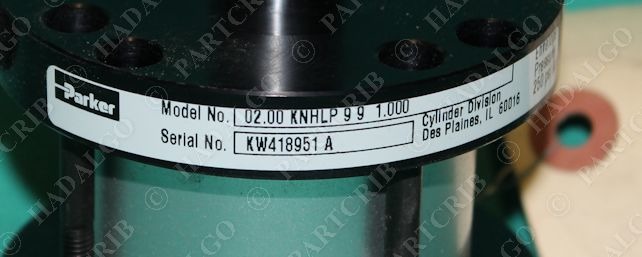 Parker
Model No. 02.00 KNHLP 9 9 1.000
Serial No. KW418951 A
Cylinder Division
Des Plaines, IL 60016
PARTCRIB
HADALGO